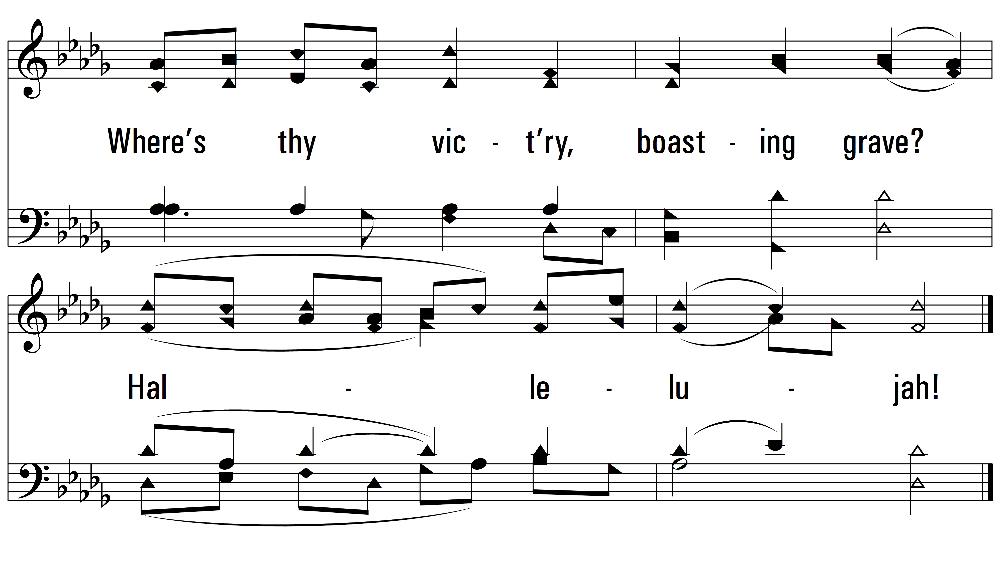 Where’s thy vic - t’ry, boast - ing grave?
Hal - le - lu - jah!